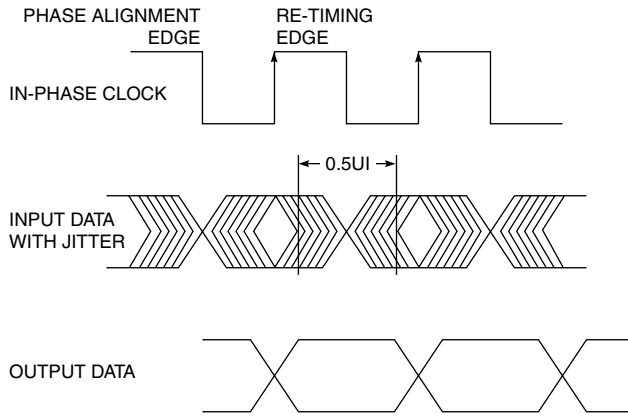 PHASE ALIGNMENT
EDGE
RE-TIMING
EDGE
IN-PHASE CLOCK
0.5UI
INPUT DATA
WITH JITTER
OUTPUT DATA